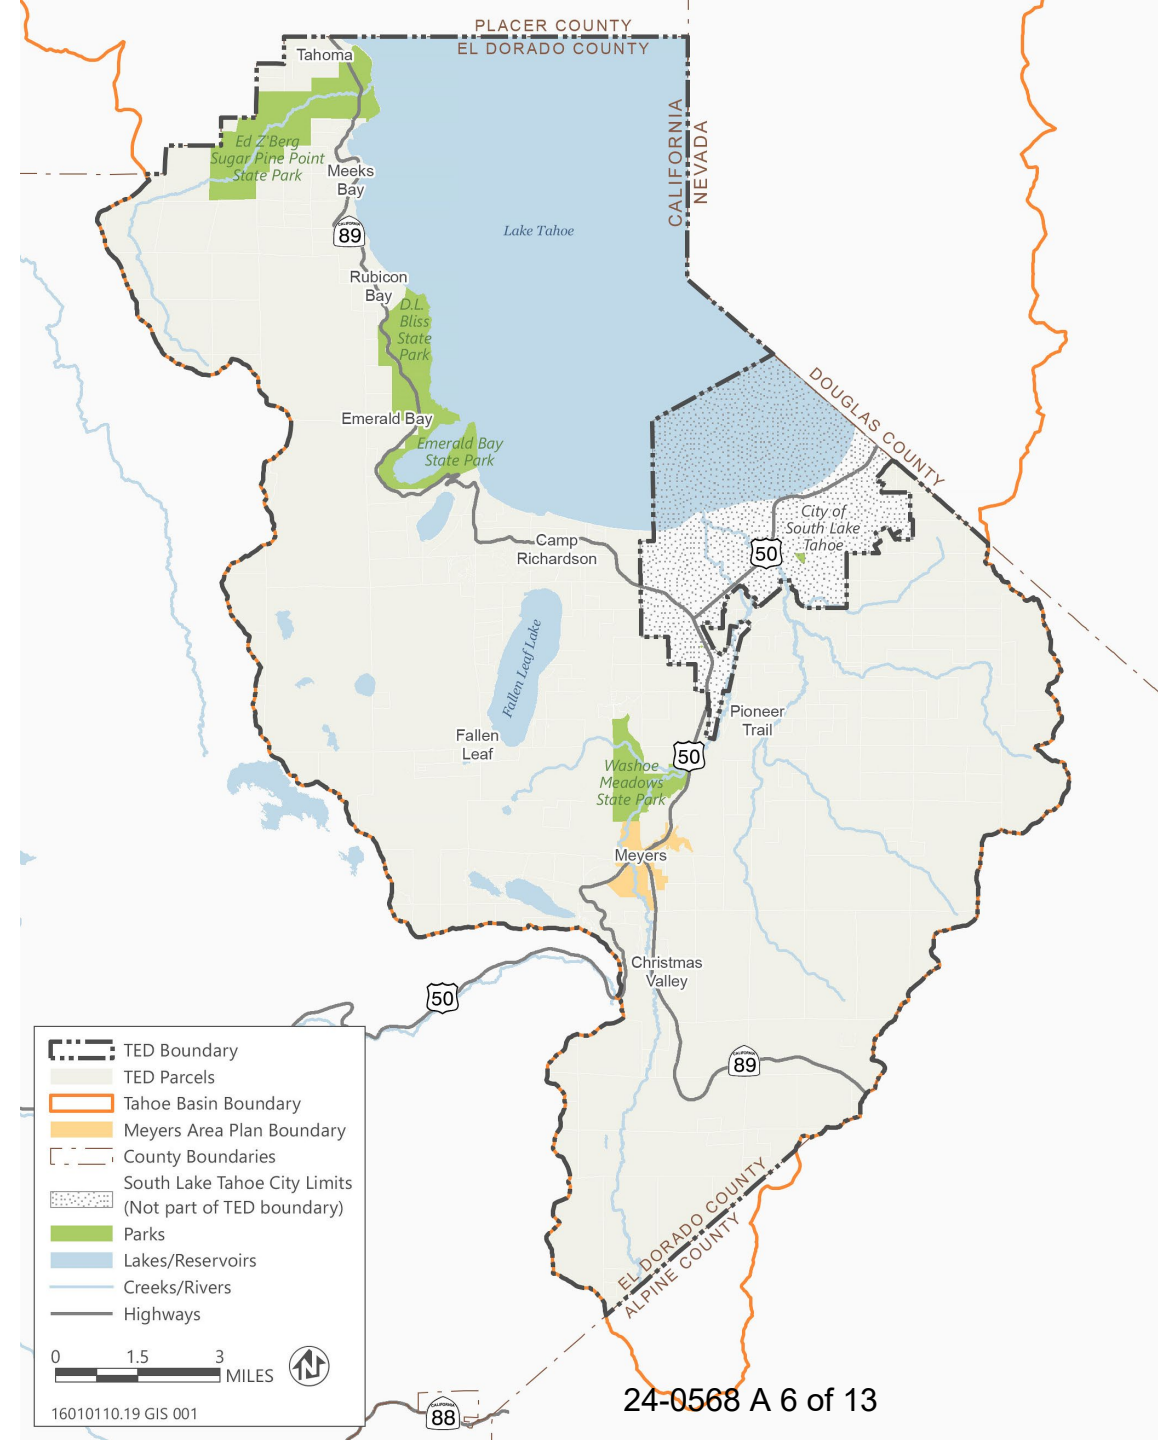 PLACER COUNTY
EL DORADO COUNTY
Tahoma
CALIFORNIA
NEVADA
Ed Z'Berg
Sugar Pine Point
State Park
Meeks
Bay
CALIFORNIA
89
Lake Tahoe
Rubicon
Bay
D.L.
Bliss
State
Park
DOUGLAS COUNTY
Emerald Bay
Emerald Bay
State Park
City of
South Lake
Tahoe
Camp
Richardson
50
Fallen Leaf Lake
Pioneer
Trail
Fallen
Leaf
50
Washoe
Meadows
State Park
Meyers
Christmas
Valley
50
CALIFORNIA
89
EL DORADO COUNTY
ALPINE COUNTY
TED Boundary
TED Parcels
Tahoe Basin Boundary
Meyers Area Plan Boundary
County Boundaries
South Lake Tahoe City Limits
(Not part of TED boundary)
Parks
Lakes/Reservoirs
Creeks/Rivers
Highways
0 1.5 3
MILES
N
16010110.19 GIS 001
CALIFORNIA
88
24-0568 A 6 of 13